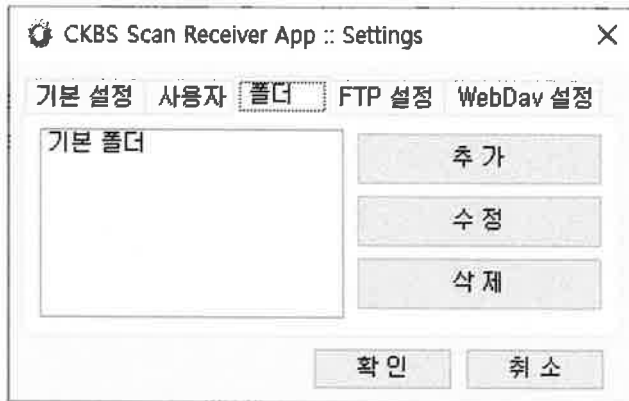 CKBS Scan Receiver App :: Settings
기본 설정 사용자 폴더 FTP 설정 WebDav 설정
기본 폴더
추 가
수 정
삭 제
확 인 취 소